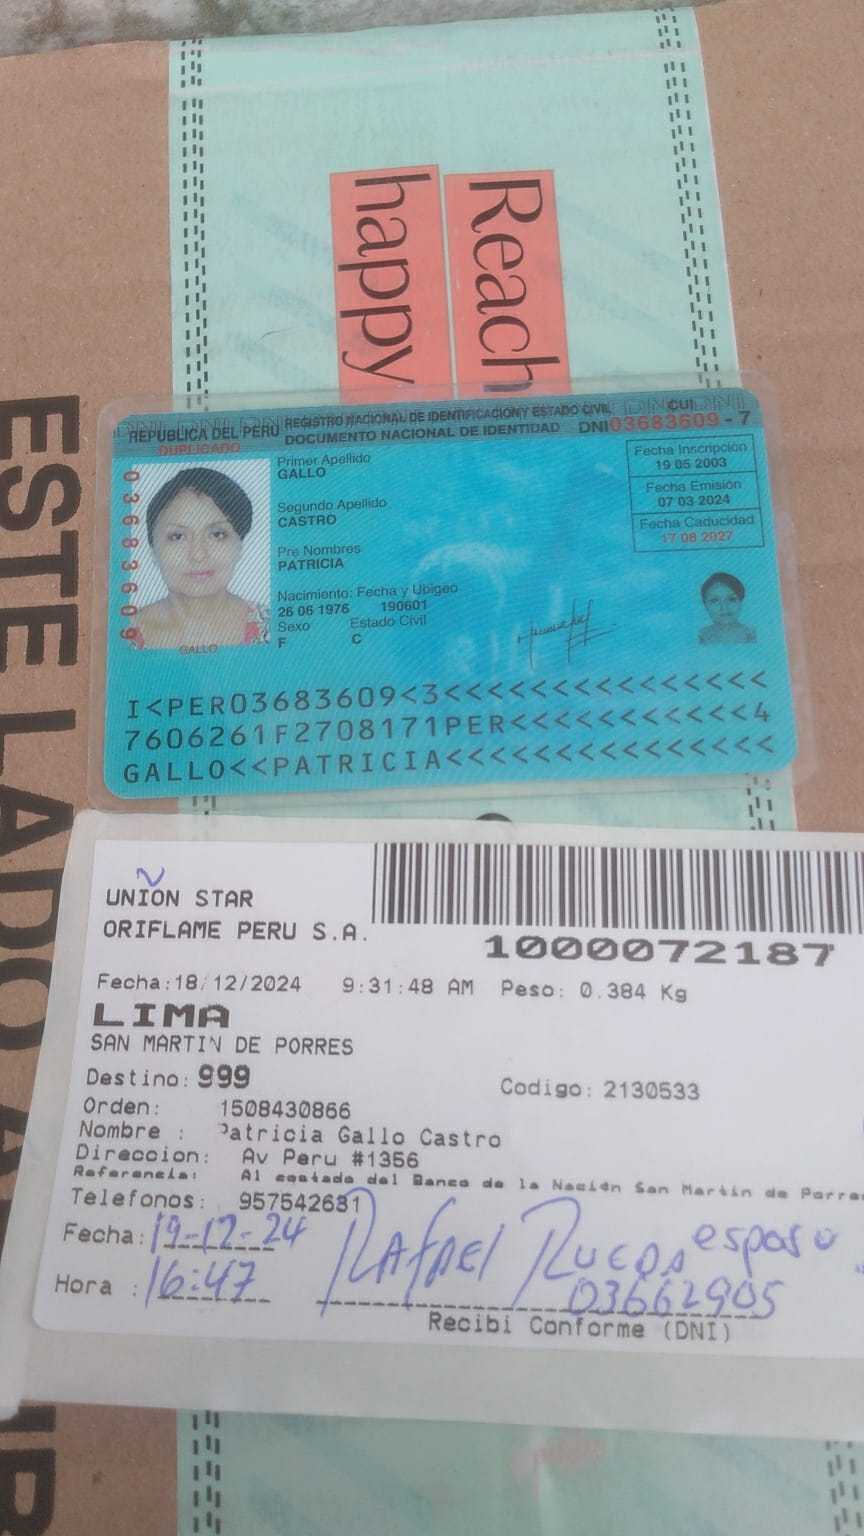 Reach
happy
ESTE LADO A
REPUBLICA DEL PERU
REGISTRO NACIONAL DE IDENTIFICACION Y ESTADO CIVIL
DOCUMENTO NACIONAL DE IDENTIDAD
CUI
DNI 03683609 - 7
DUPLICADO
03683609
Primer Apellido
GALLO
Segundo Apellido
CASTRO
Pre Nombres
PATRICIA
Nacimiento: Fecha y Ubigeo
26 06 1976 190601
Sexo Estado Civil
F C
Fecha Inscripción
19 05 2003
Fecha Emisión
07 03 2024
Fecha Caducidad
17 08 2027
GALLO
I<PER03683609<3<<<<<<<<<<<<<<<
7606261F2708171PER<<<<<<<<<<<4
GALLO<<PATRICIA<<<<<<<<<<<<<<<
UNION STAR
ORIFLAME PERU S.A.
1000072187
Fecha:18/12/2024 9:31:48 AM Peso: 0.384 Kg
LIMA
SAN MARTIN DE PORRES
Destino: 999 Codigo: 2130533
Orden: 1508430866
Nombre : Patricia Gallo Castro
Direccion: Av Peru #1356
Referencia: Al costado del Banco de la Nación San Martin de Porres
Telefonos: 957542681
Fecha: 19-12-24
Rafael Rueda esposo
Hora : 16:47
03662905
Recibi Conforme (DNI)